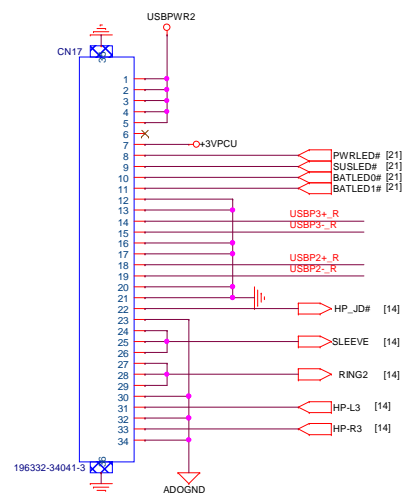 USBPWR2
CN17
1
2
3
4
5
6
7
+3VPCU
8
PWRLED# [21]
9
SUSLED# [21]
10
BATLED0# [21]
11
BATLED1# [21]
12
13
14
USBP3+_R
15
USBP3-_R
16
17
18
USBP2+_R
19
USBP2-_R
20
21
22
HP_JD# [14]
23
24
25
SLEEVE [14]
26
27
28
RING2 [14]
29
30
31
HP-L3 [14]
32
33
HP-R3 [14]
34
196332-34041-3
ADOGND